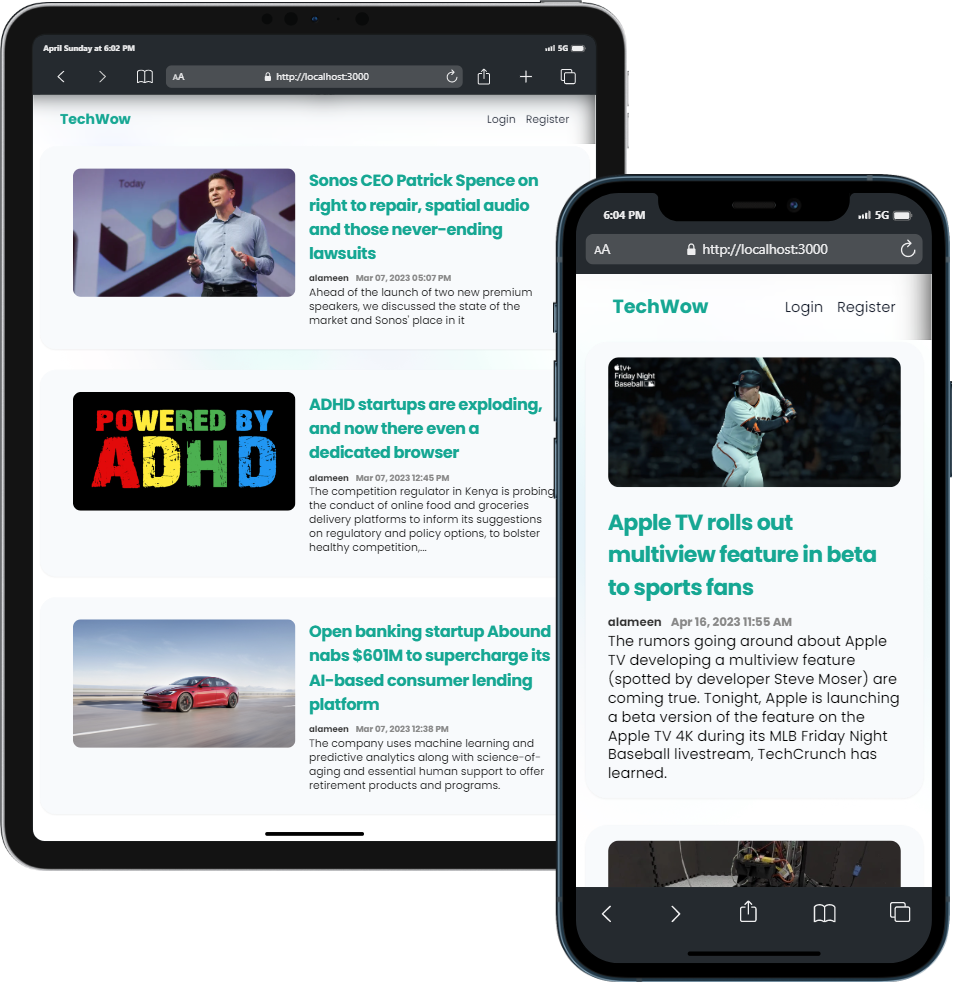 April Sunday at 6:02 PM
5G
AA
http://localhost:3000
TechWow
Login Register
Today
Sonos CEO Patrick Spence on
right to repair, spatial audio
and those never-ending
lawsuits
alameen Mar 07, 2023 05:07 PM
Ahead of the launch of two new premium
speakers, we discussed the state of the
market and Sonos' place in it
POWERED BY
ADHD
ADHD startups are exploding,
and now there even a
dedicated browser
alameen Mar 07, 2023 12:45 PM
The competition regulator in Kenya is probing
the conduct of online food and groceries
delivery platforms to inform its suggestions
on regulatory and policy options, to bolster
healthy competition,...
Open banking startup Abound
nabs $601M to supercharge its
AI-based consumer lending
platform
alameen Mar 07, 2023 12:38 PM
The company uses machine learning and
predictive analytics along with science-of-
aging and essential human support to offer
retirement products and programs.
6:04 PM
5G
AA
http://localhost:3000
TechWow
Login Register
tv+
Friday Night
Baseball
Apple TV rolls out
multiview feature in beta
to sports fans
alameen Apr 16, 2023 11:55 AM
The rumors going around about Apple
TV developing a multiview feature
(spotted by developer Steve Moser) are
coming true. Tonight, Apple is launching
a beta version of the feature on the
Apple TV 4K during its MLB Friday Night
Baseball livestream, TechCrunch has
learned.